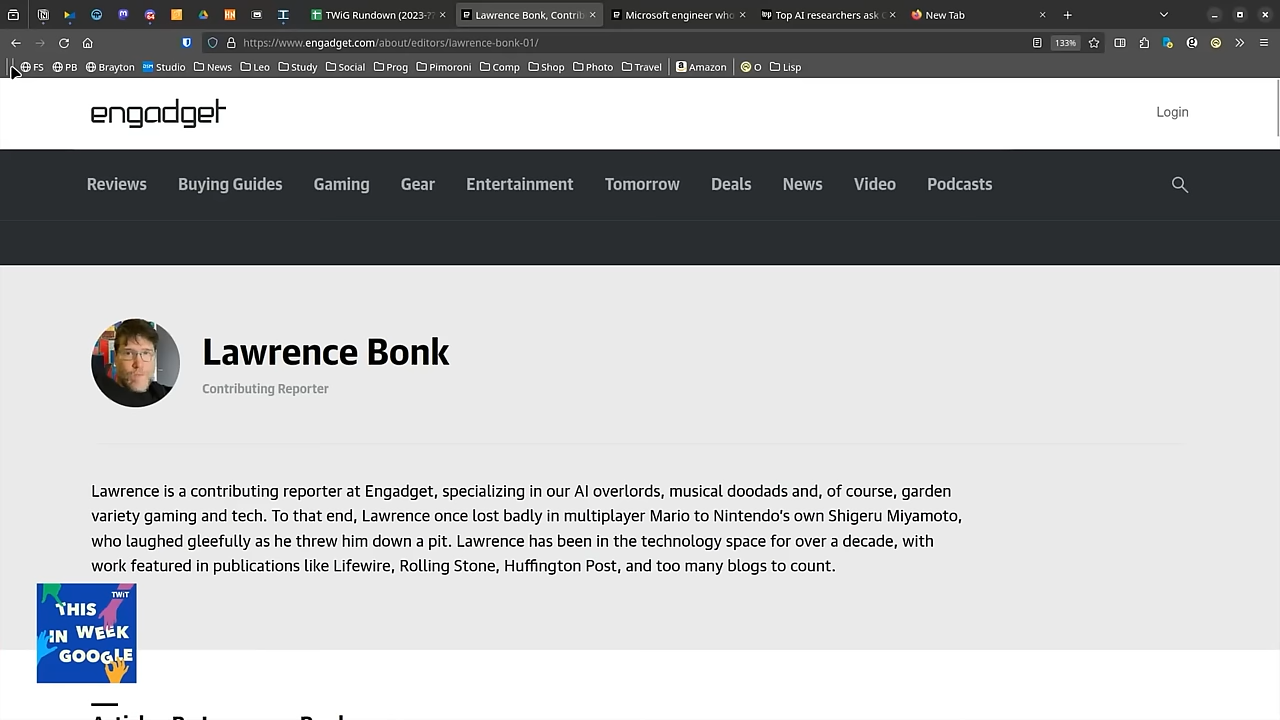 TWiG Rundown (2023-
Lawrence Bonk, Contrib
Microsoft engineer who
Top AI researchers ask
New Tab
https://www.engadget.com/about/editors/lawrence-bonk-01/
133%
FS PB Brayton Studio News Leo Study Social Prog Pimoroni Comp Shop Photo Travel Amazon O Lisp
engadget
Login
Reviews Buying Guides Gaming Gear Entertainment Tomorrow Deals News Video Podcasts
Lawrence Bonk
Contributing Reporter
Lawrence is a contributing reporter at Engadget, specializing in our AI overlords, musical doodads and, of course, garden
variety gaming and tech. To that end, Lawrence once lost badly in multiplayer Mario to Nintendo's own Shigeru Miyamoto,
who laughed gleefully as he threw him down a pit. Lawrence has been in the technology space for over a decade, with
work featured in publications like Lifewire, Rolling Stone, Huffington Post, and too many blogs to count.
TWiT
THIS
IN WEEK
GOOGLE